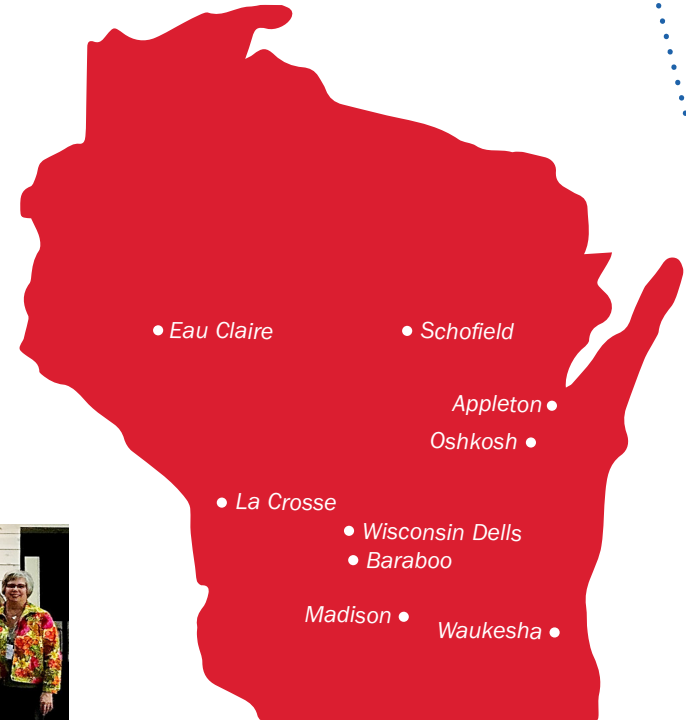 Eau Claire
Schofield
Appleton
Oshkosh
La Crosse
Wisconsin Dells
Baraboo
Madison
Waukesha